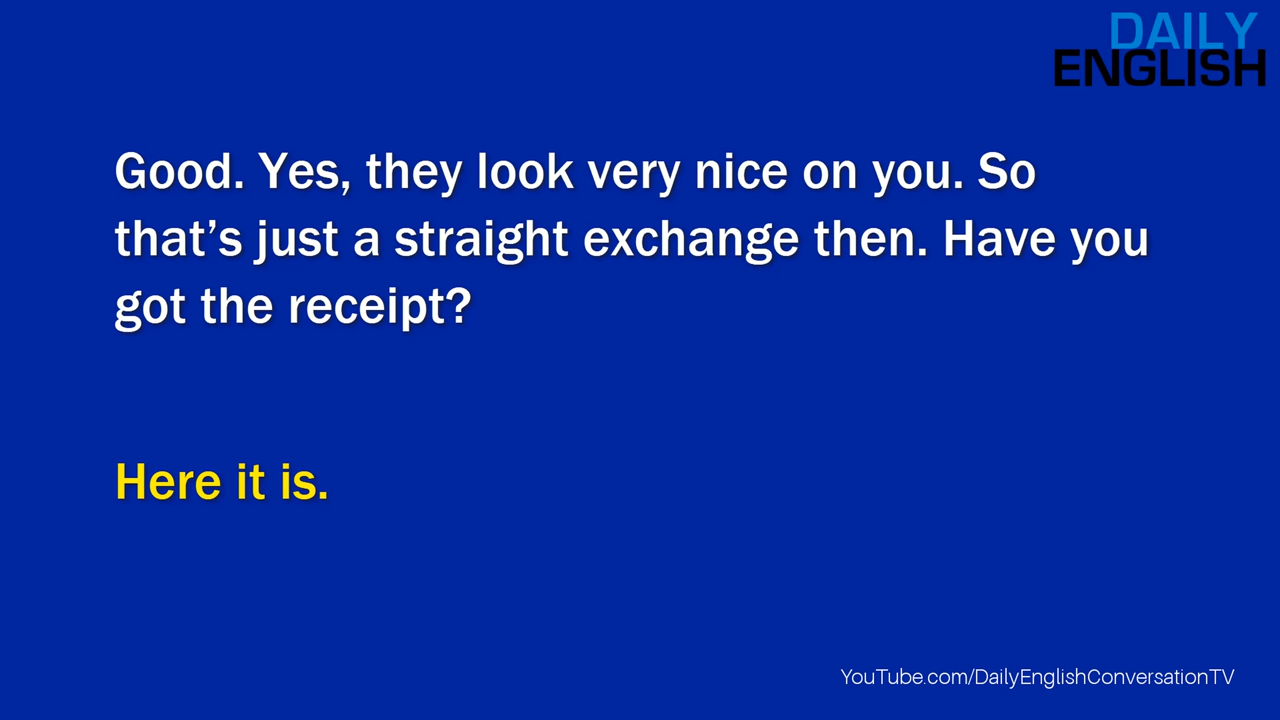 DAILY
ENGLISH
Good. Yes, they look very nice on you. So
that’s just a straight exchange then. Have you
got the receipt?
Here it is.
YouTube.com/DailyEnglishConversationTV